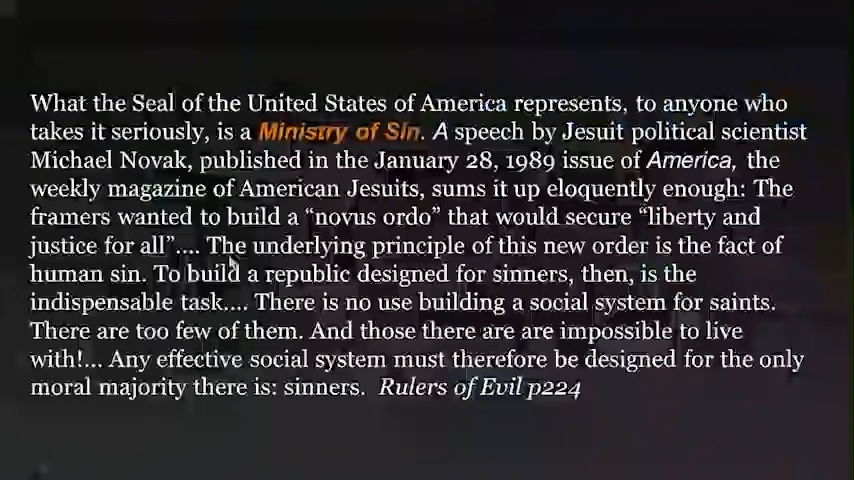 What the Seal of the United States of America represents, to anyone who
takes it seriously, is a Ministry of Sin. A speech by Jesuit political scientist
Michael Novak, published in the January 28, 1989 issue of America, the
weekly magazine of American Jesuits, sums it up eloquently enough: The
framers wanted to build a “novus ordo” that would secure “liberty and
justice for all”.... The underlying principle of this new order is the fact of
human sin. To build a republic designed for sinners, then, is the
indispensable task.... There is no use building a social system for saints.
There are too few of them. And those there are are impossible to live
with!... Any effective social system must therefore be designed for the only
moral majority there is: sinners. Rulers of Evil p224